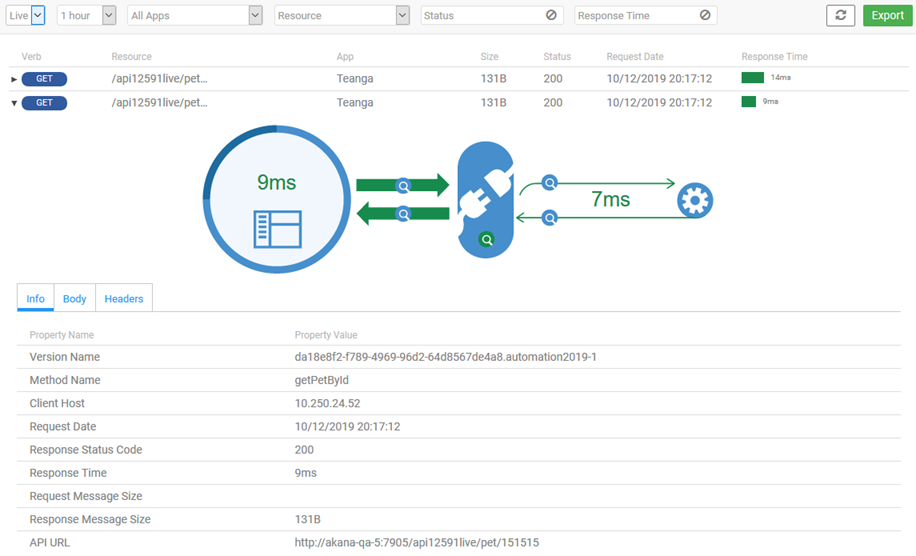 Live 1 hour All Apps Resource Status Response Time Export
Verb Resource App Size Status Request Date Response Time
GET /api12591live/pet... Teanga 131B 200 10/12/2019 20:17:12 14ms
GET /api12591live/pet... Teanga 131B 200 10/12/2019 20:17:12 9ms
9ms
7ms
Info Body Headers
Property Name Property Value
Version Name da18e8f2-f789-4969-96d2-64d8567de4a8.automation2019-1
Method Name getPetById
Client Host 10.250.24.52
Request Date 10/12/2019 20:17:12
Response Status Code 200
Response Time 9ms
Request Message Size
Response Message Size 131B
API URL http://akana-qa-5:7905/api12591live/pet/151515